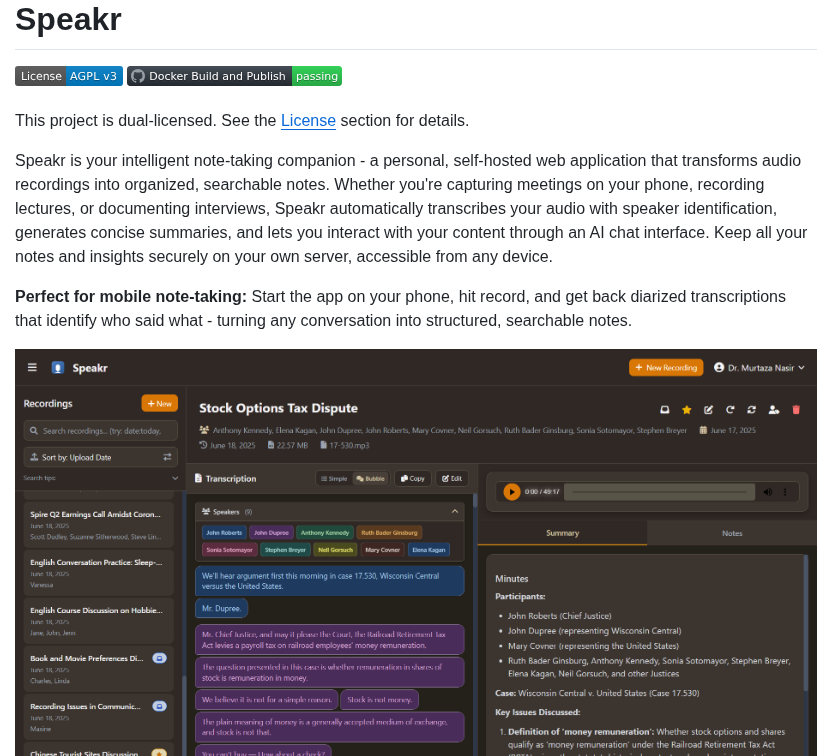 Speakr
License AGPL v3 Docker Build and Publish passing
This project is dual-licensed. See the License section for details.
Speakr is your intelligent note-taking companion - a personal, self-hosted web application that transforms audio
recordings into organized, searchable notes. Whether you're capturing meetings on your phone, recording
lectures, or documenting interviews, Speakr automatically transcribes your audio with speaker identification,
generates concise summaries, and lets you interact with your content through an AI chat interface. Keep all your
notes and insights securely on your own server, accessible from any device.
Perfect for mobile note-taking: Start the app on your phone, hit record, and get back diarized transcriptions
that identify who said what - turning any conversation into structured, searchable notes.
Speakr
+ New Recording
Dr. Murtaza Nasir
Recordings
+ New
Search recordings... (try: date:today,
Sort by: Upload Date
Search tips:
Spire Q2 Earnings Call Amidst Coron...
June 18, 2025
Scott Dudley, Suzanne Sitherwood, Steve Lin...
English Conversation Practice: Sleep-...
June 18, 2025
Vanessa
English Course Discussion on Hobbie...
June 18, 2025
Jane, John, Jenn
Book and Movie Preferences Di...
June 18, 2025
Charles, Linda
Recording Issues in Communic...
June 18, 2025
Maxine
Chinese Tourist Sites Discussion
Stock Options Tax Dispute
Anthony Kennedy, Elena Kagan, John Dupree, John Roberts, Mary Covner, Neil Gorsuch, Ruth Bader Ginsburg, Sonia Sotomayor, Stephen Breyer
June 17, 2025
June 18, 2025 22.57 MB 17-530.mp3
Transcription
Simple Bubble Copy Edit
Speakers (9)
John Roberts John Dupree Anthony Kennedy Ruth Bader Ginsburg
Sonia Sotomayor Stephen Breyer Neil Gorsuch Mary Covner Elena Kagan
We'll hear argument first this morning in case 17.530, Wisconsin Central
versus the United States.
Mr. Dupree.
Mr. Chief Justice, and may it please the Court, the Railroad Retirement Tax
Act levies a payroll tax on railroad employees' money remuneration.
The question presented in this case is whether remuneration in shares of
stock is remuneration in money.
We believe it is not for a simple reason. Stock is not money.
The plain meaning of money is a generally accepted medium of exchange,
and stock is not that.
You can't buy -- How about a check?
0:00 / 49:17
Summary
Notes
Minutes
Participants:
• John Roberts (Chief Justice)
• John Dupree (representing Wisconsin Central)
• Mary Covner (representing the United States)
• Ruth Bader Ginsburg, Anthony Kennedy, Sonia Sotomayor, Stephen Breyer,
Elena Kagan, Neil Gorsuch, and other Justices
Case: Wisconsin Central v. United States (Case 17.530)
Key Issues Discussed:
1. Definition of 'money remuneration': Whether stock options and shares
qualify as 'money remuneration' under the Railroad Retirement Tax Act